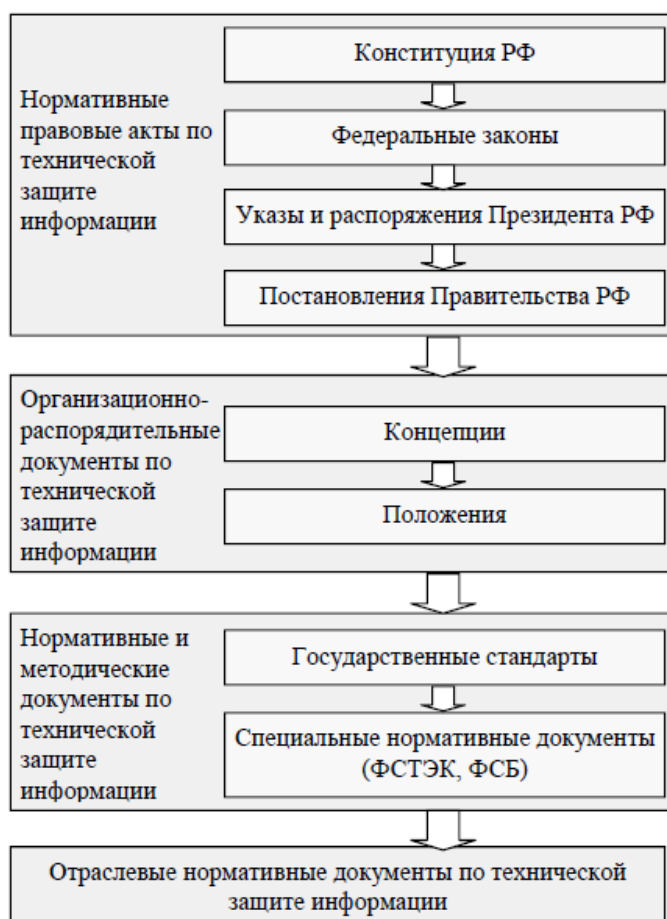 Нормативные
правовые акты по
технической
защите
информации
Конституция РФ
Федеральные законы
Указы и распоряжения Президента РФ
Постановления Правительства РФ
Организационно-
распорядительные
документы по
технической
защите
информации
Концепции
Положения
Нормативные и
методические
документы по
технической
защите
информации
Государственные стандарты
Специальные нормативные документы
(ФСТЭК, ФСБ)
Отраслевые нормативные документы по технической
защите информации